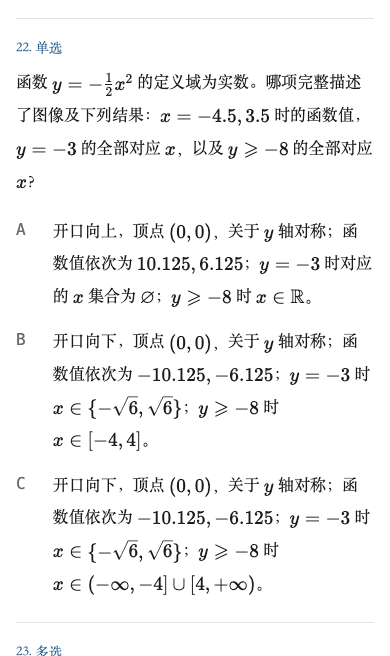 22. 单选
函数 y = −\frac{1}{2}x² 的定义域为实数。哪项完整描述
了图像及下列结果：x = −4.5, 3.5 时的函数值，
y = −3 的全部对应 x，以及 y ⩾ −8 的全部对应
x?
A 开口向上，顶点 (0, 0)，关于 y 轴对称；函
数值依次为 10.125, 6.125；y = −3 时对应
的 x 集合为 ∅；y ⩾ −8 时 x ∈ ℝ。
B 开口向下，顶点 (0, 0)，关于 y 轴对称；函
数值依次为 −10.125, −6.125；y = −3 时
x ∈ {−√6, √6}；y ⩾ −8 时
x ∈ [−4, 4]。
C 开口向下，顶点 (0, 0)，关于 y 轴对称；函
数值依次为 −10.125, −6.125；y = −3 时
x ∈ {−√6, √6}；y ⩾ −8 时
x ∈ (−∞, −4] ∪ [4, +∞)。
23. 多选